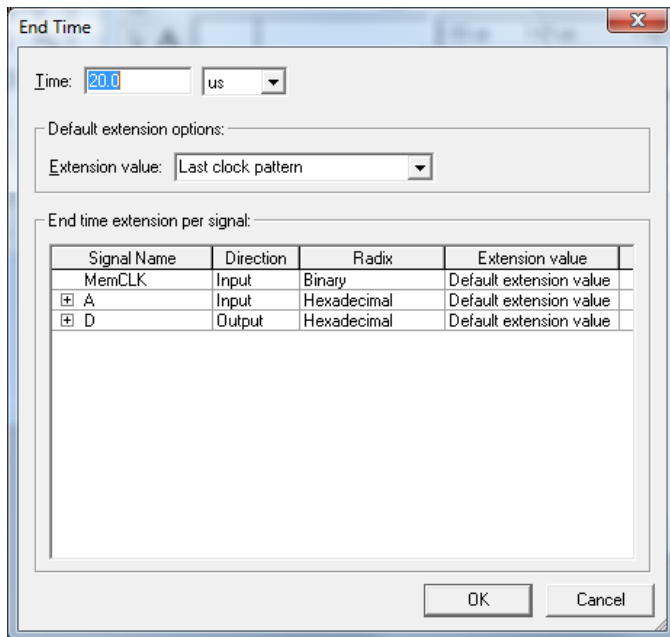 End Time
Time: 20.0 us
Default extension options:
Extension value: Last clock pattern
End time extension per signal:
Signal Name Direction Radix Extension value
MemCLK Input Binary Default extension value
A Input Hexadecimal Default extension value
D Output Hexadecimal Default extension value
OK Cancel